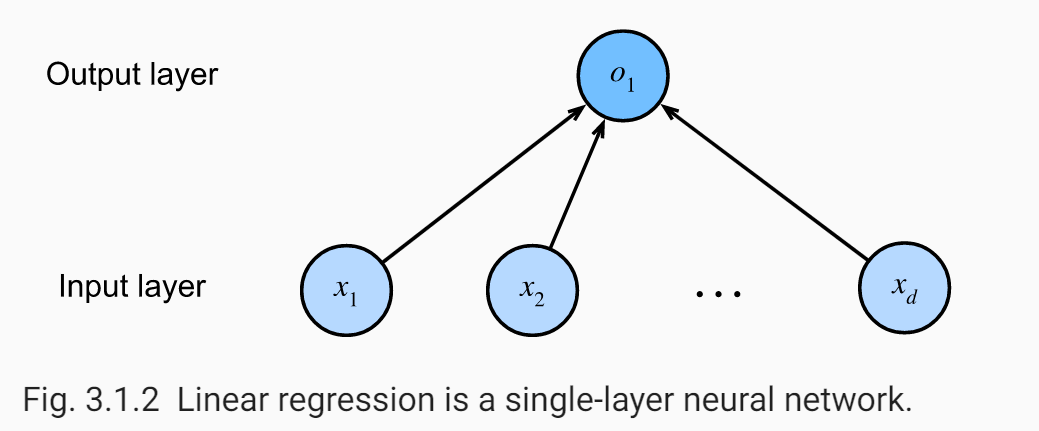 Output layer
o1
Input layer
x1 x2 ... xd
Fig. 3.1.2 Linear regression is a single-layer neural network.